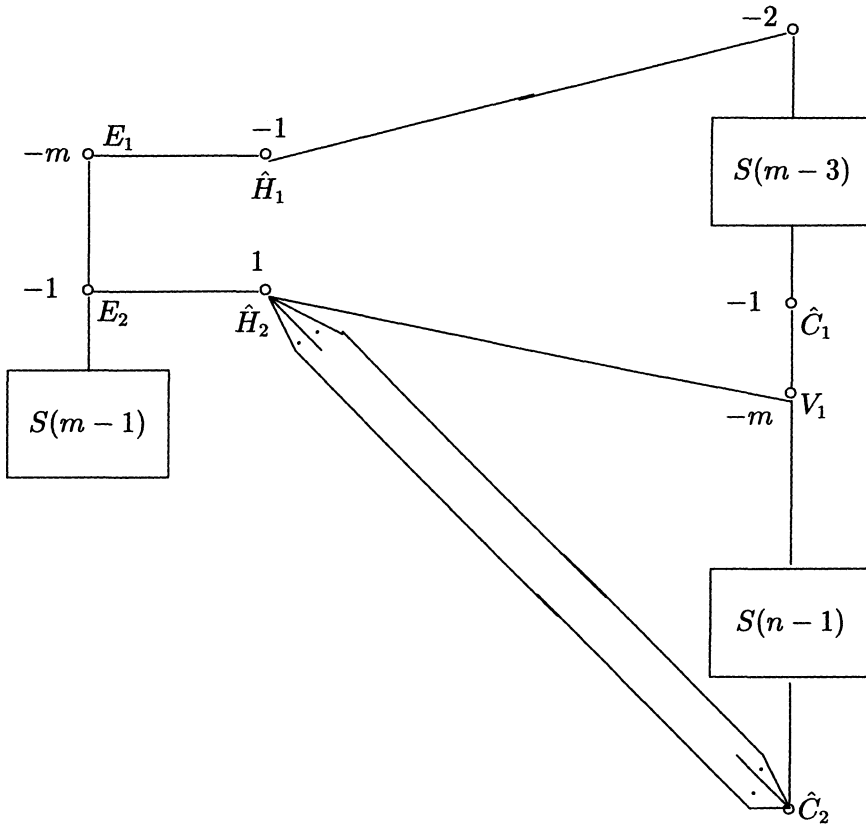 −2
−1
E₁
−m
Ĥ₁
S(m − 3)
1
−1
E₂
Ĥ₂
−1
Ĉ₁
V₁
−m
S(m − 1)
S(n − 1)
Ĉ₂